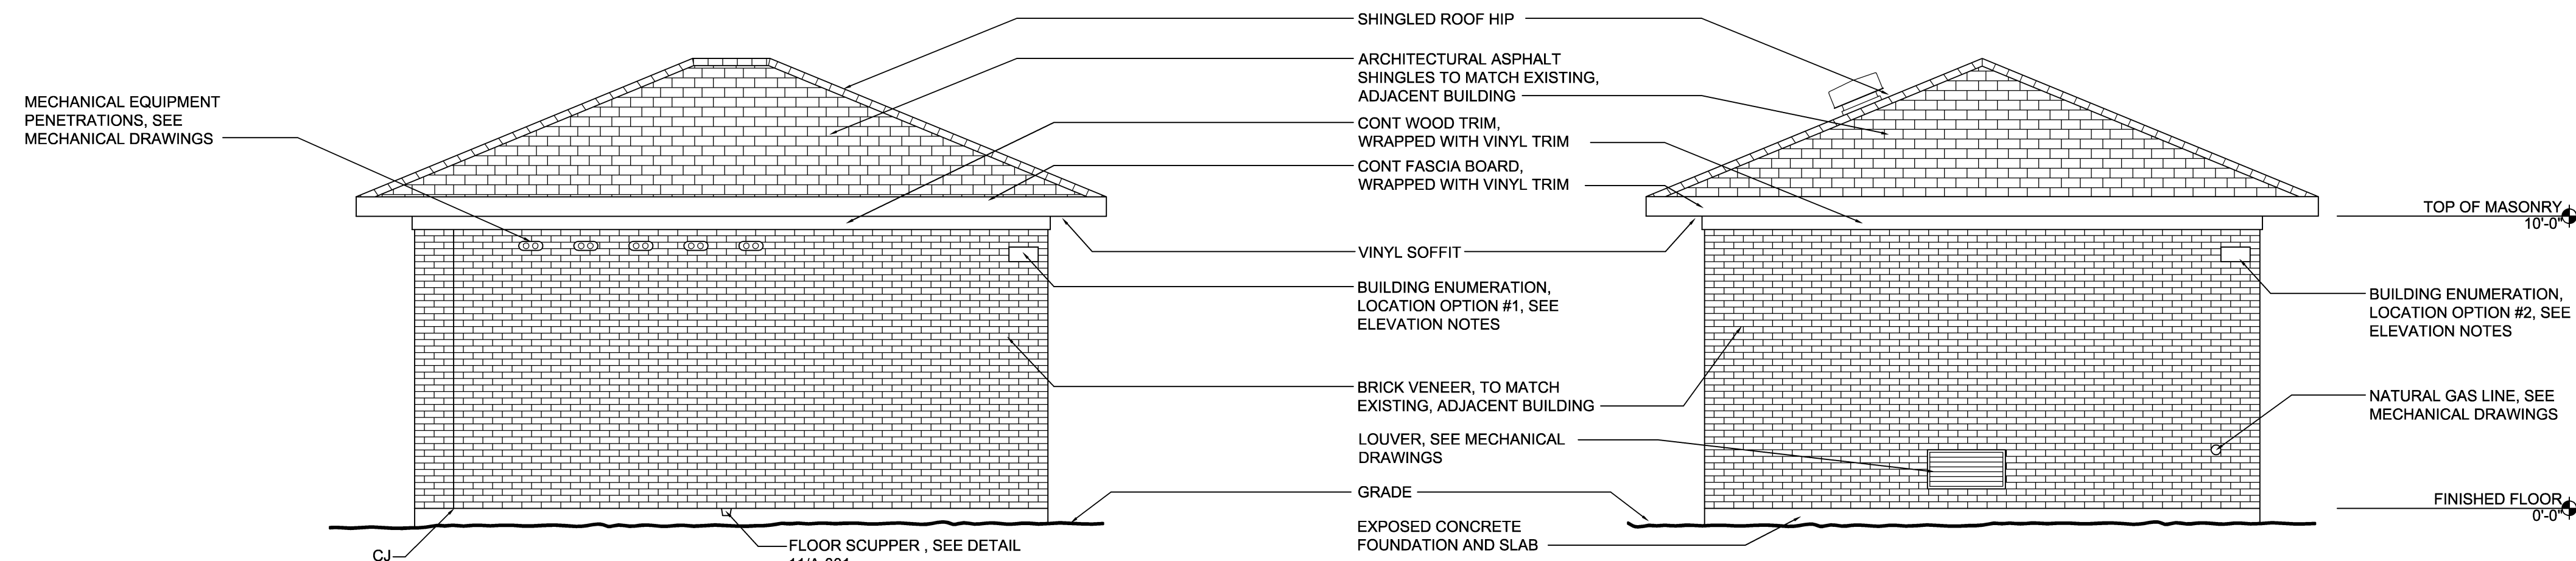 MECHANICAL EQUIPMENT
PENETRATIONS, SEE
MECHANICAL DRAWINGS
CJ
FLOOR SCUPPER , SEE DETAIL
SHINGLED ROOF HIP
ARCHITECTURAL ASPHALT
SHINGLES TO MATCH EXISTING,
ADJACENT BUILDING
CONT WOOD TRIM,
WRAPPED WITH VINYL TRIM
CONT FASCIA BOARD,
WRAPPED WITH VINYL TRIM
VINYL SOFFIT
BUILDING ENUMERATION,
LOCATION OPTION #1, SEE
ELEVATION NOTES
BRICK VENEER, TO MATCH
EXISTING, ADJACENT BUILDING
LOUVER, SEE MECHANICAL
DRAWINGS
GRADE
EXPOSED CONCRETE
FOUNDATION AND SLAB
TOP OF MASONRY
10'-0"
BUILDING ENUMERATION,
LOCATION OPTION #2, SEE
ELEVATION NOTES
NATURAL GAS LINE, SEE
MECHANICAL DRAWINGS
FINISHED FLOOR
0'-0"